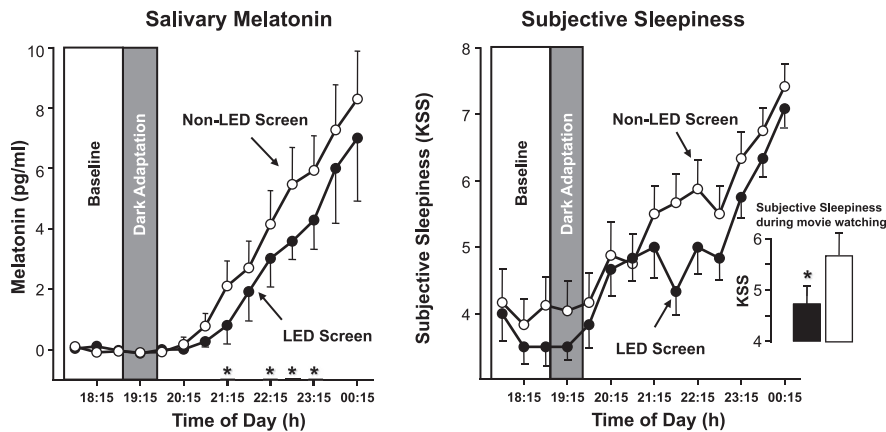 Salivary Melatonin
10
8
6
4
2
0
Melatonin (pg/ml)
Baseline
Dark Adaptation
Non-LED Screen
LED Screen
* * * *
18:15 19:15 20:15 21:15 22:15 23:15 00:15
Time of Day (h)
Subjective Sleepiness
8
7
6
5
4
Subjective Sleepiness (KSS)
Baseline
Dark Adaptation
Non-LED Screen
LED Screen
18:15 19:15 20:15 21:15 22:15 23:15 00:15
Time of Day (h)
Subjective Sleepiness
during movie watching
6
5
4
KSS
*